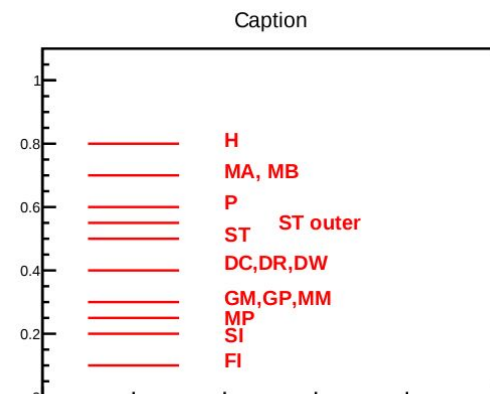 Caption
1
0.8
H
MA, MB
0.6
P
ST outer
ST
DC,DR,DW
0.4
GM,GP,MM
MP
0.2
SI
FI